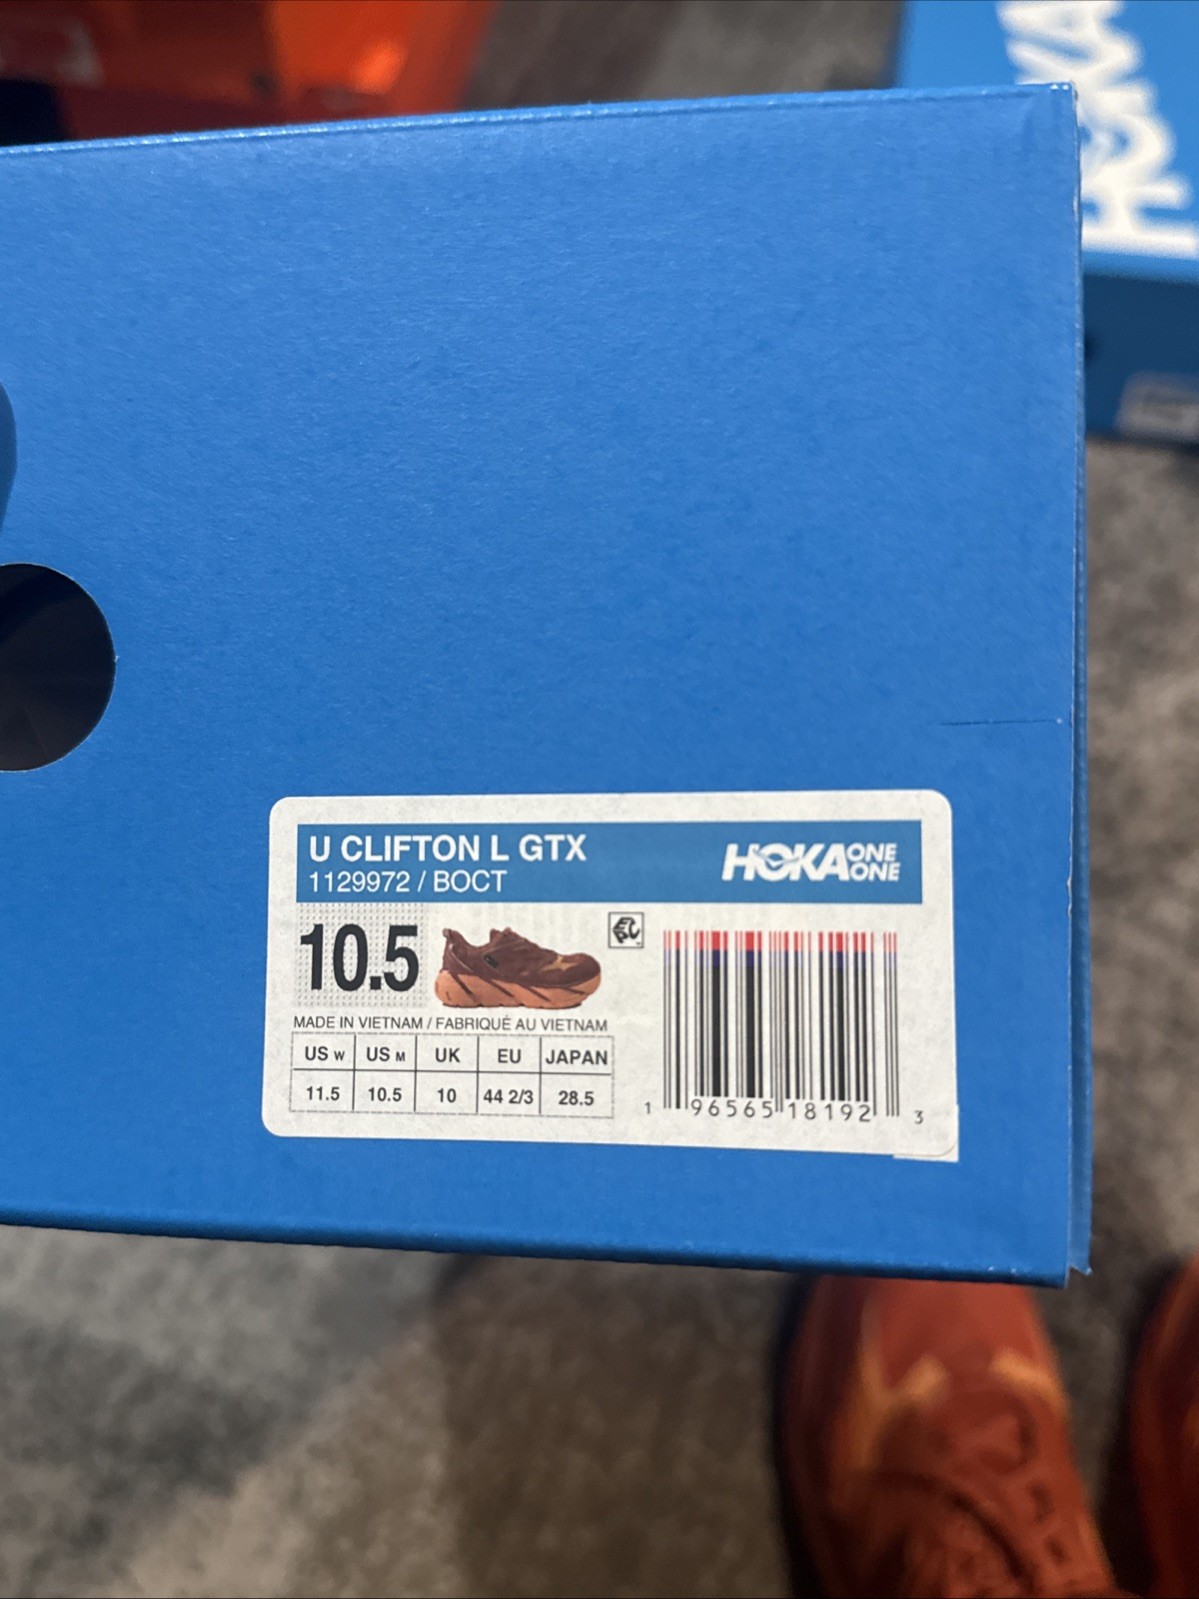 HOKA
U CLIFTON L GTX
1129972 / BOCT
HOKA ONE ONE
10.5
MADE IN VIETNAM / FABRIQUÉ AU VIETNAM
US W US M UK EU JAPAN
11.5 10.5 10 44 2/3 28.5
1 96565 18192 3